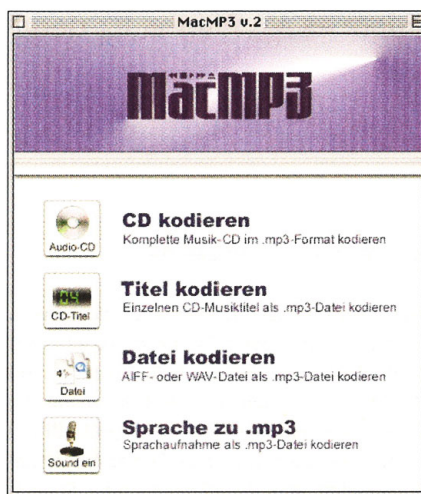 MacMP3 v.2
MacMP3
CD kodieren
Komplette Musik-CD im .mp3-Format kodieren
Audio-CD
Titel kodieren
Einzelnen CD-Musiktitel als .mp3-Datei kodieren
04
CD-Titel
Datei kodieren
AIFF- oder WAV-Datei als .mp3-Datei kodieren
Datei
Sprache zu .mp3
Sprachaufnahme als .mp3-Datei kodieren
Sound ein